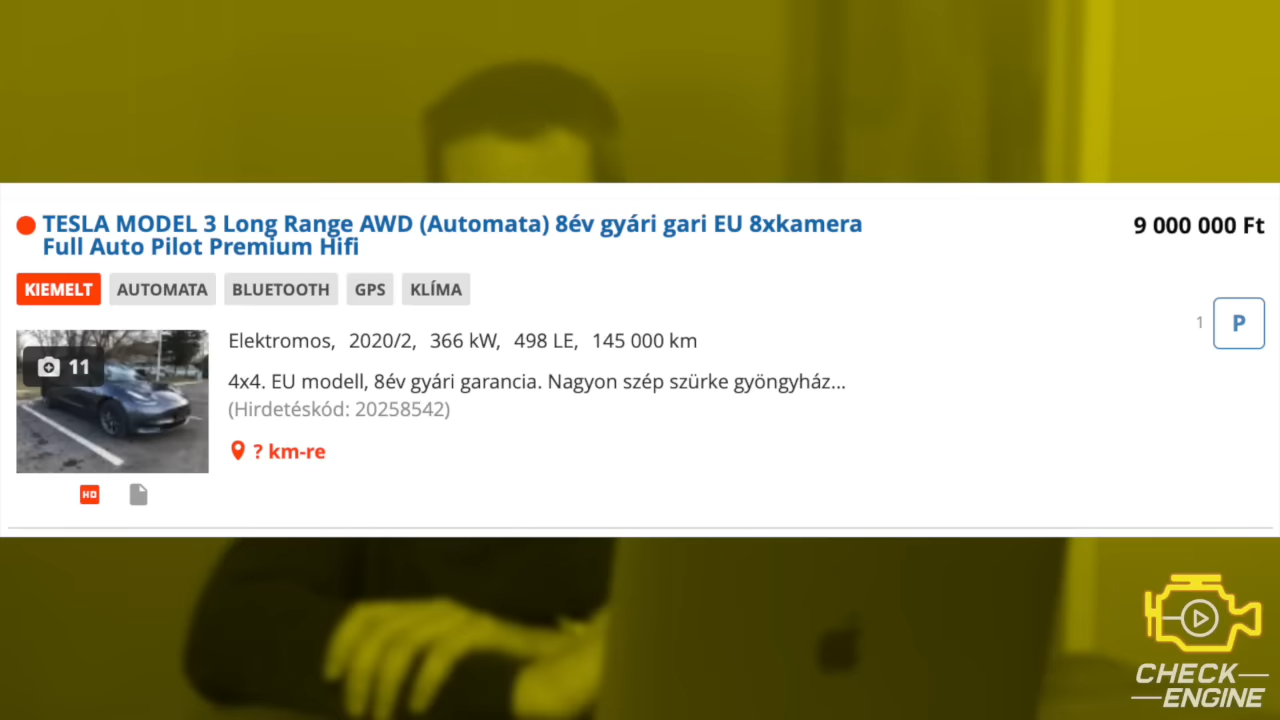 TESLA MODEL 3 Long Range AWD (Automata) 8év gyári gari EU 8xkamera
Full Auto Pilot Premium Hifi
9 000 000 Ft
KIEMELT AUTOMATA BLUETOOTH GPS KLÍMA
1 P
11
Elektromos, 2020/2, 366 kW, 498 LE, 145 000 km
4x4. EU modell, 8év gyári garancia. Nagyon szép szürke gyöngyház...
(Hirdetéskód: 20258542)
? km-re
HD
CHECK
ENGINE